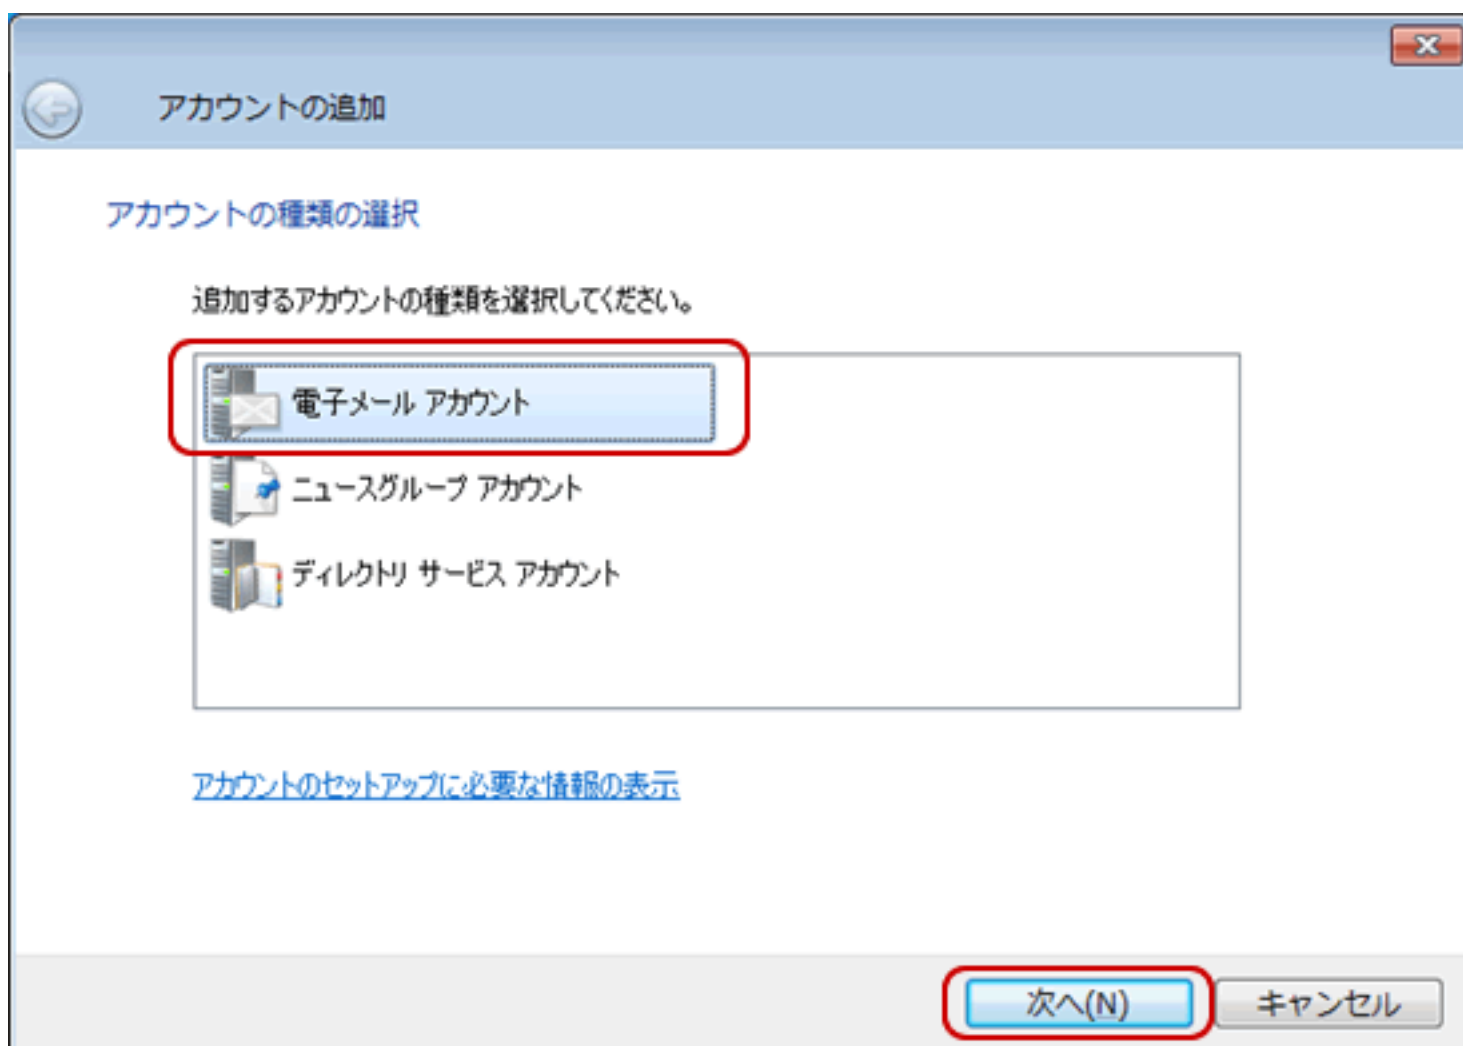 アカウントの追加
アカウントの種類の選択
追加するアカウントの種類を選択してください。
電子メール アカウント
ニュースグループ アカウント
ディレクトリ サービス アカウント
アカウントのセットアップに必要な情報の表示
次へ(N) キャンセル